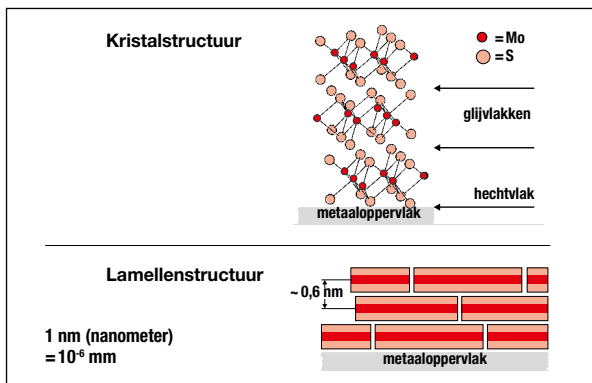 Kristalstructuur
= Mo
= S
glijvlakken
hechtvlak
metaaloppervlak
Lamellenstructuur
~ 0,6 nm
1 nm (nanometer)
= 10⁻⁶ mm
metaaloppervlak